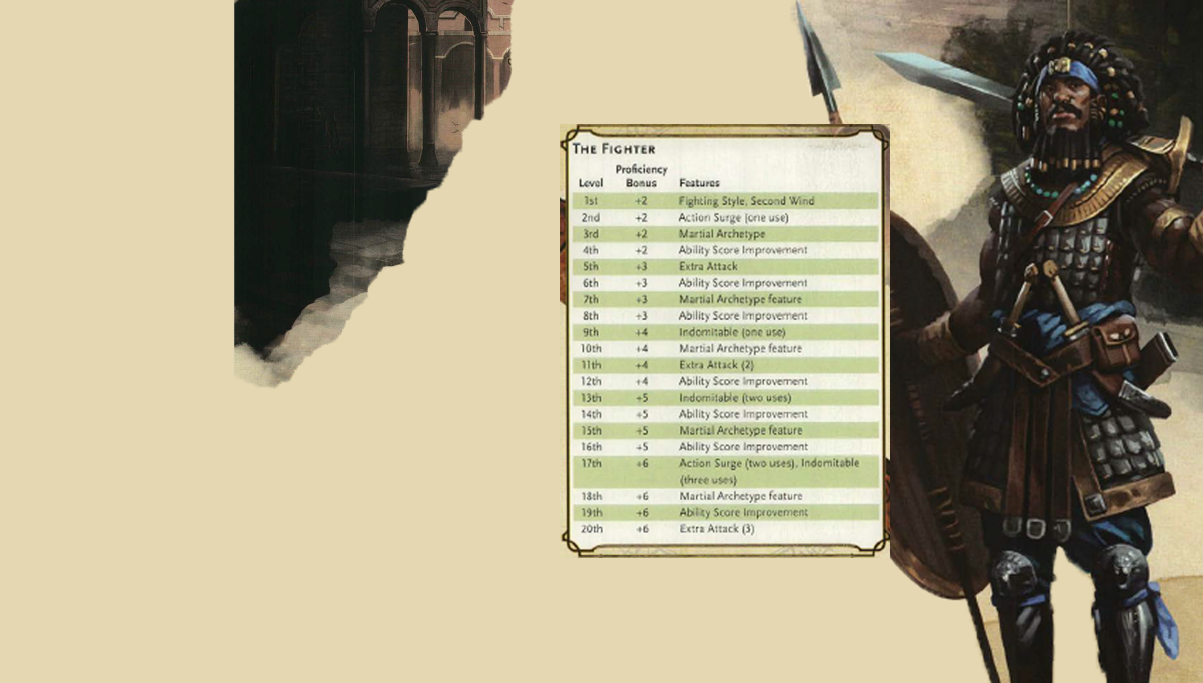 THE FIGHTER
Proficiency
Level Bonus Features
1st +2 Fighting Style, Second Wind
2nd +2 Action Surge (one use)
3rd +2 Martial Archetype
4th +2 Ability Score Improvement
5th +3 Extra Attack
6th +3 Ability Score Improvement
7th +3 Martial Archetype feature
8th +3 Ability Score Improvement
9th +4 Indomitable (one use)
10th +4 Martial Archetype feature
11th +4 Extra Attack (2)
12th +4 Ability Score Improvement
13th +5 Indomitable (two uses)
14th +5 Ability Score Improvement
15th +5 Martial Archetype feature
16th +5 Ability Score Improvement
17th +6 Action Surge (two uses), Indomitable
(three uses)
18th +6 Martial Archetype feature
19th +6 Ability Score Improvement
20th +6 Extra Attack (3)